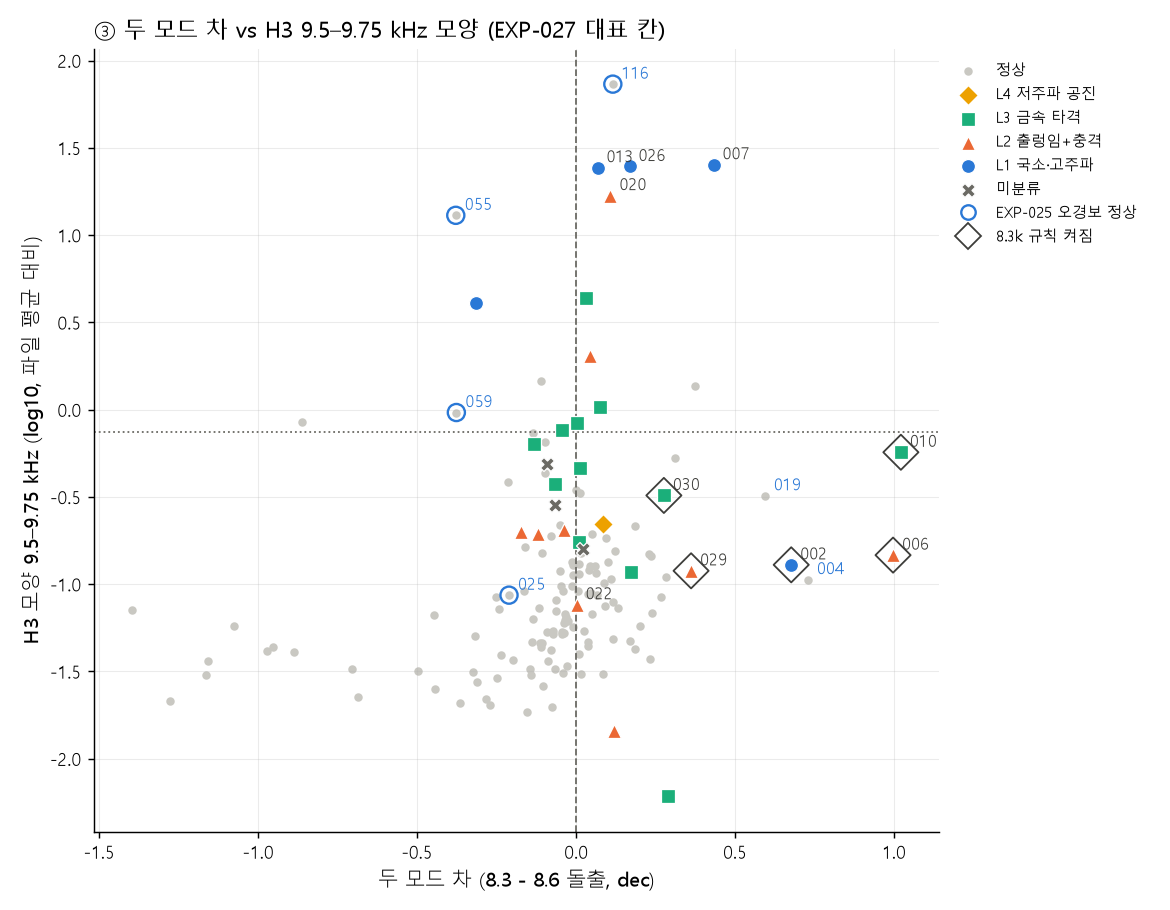 ③ 두 모드 차 vs H3 9.5–9.75 kHz 모양 (EXP-027 대표 칸)
정상
L4 저주파 공진
L3 금속 타격
L2 출렁임+충격
L1 국소·고주파
미분류
EXP-025 오경보 정상
8.3k 규칙 켜짐
H3 모양 9.5–9.75 kHz (log10, 파일 평균 대비)
2.0
1.5
1.0
0.5
0.0
-0.5
-1.0
-1.5
-2.0
116
013
026
007
020
055
059
010
030
019
006
029
002
004
025
022
-1.5
-1.0
-0.5
0.0
0.5
1.0
두 모드 차 (8.3 - 8.6 돌출, dec)